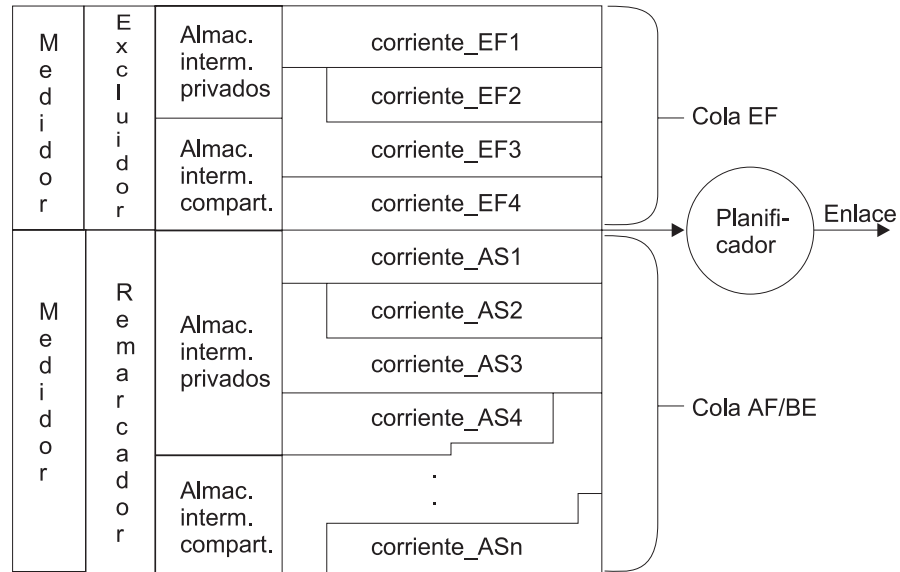 Medidor
Excluidor
Almac.
interm.
privados
Almac.
interm.
compart.
corriente_EF1
corriente_EF2
corriente_EF3
corriente_EF4
Cola EF
Medidor
Remarcador
Almac.
interm.
privados
Almac.
interm.
compart.
corriente_AS1
corriente_AS2
corriente_AS3
corriente_AS4
.
.
corriente_ASn
Cola AF/BE
Planifi-
cador
Enlace